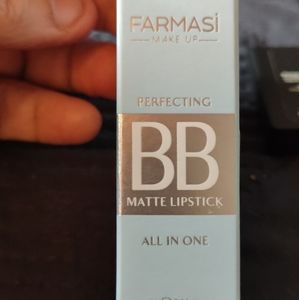 FARMASİ
MAKE UP
PERFECTING
BB
MATTE LIPSTICK
ALL IN ONE